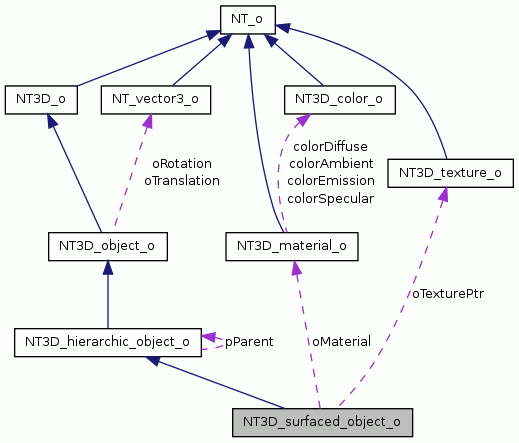 NT_o
NT3D_o
NT_vector3_o
NT3D_color_o
colorDiffuse
colorAmbient
colorEmission
colorSpecular
oRotation
oTranslation
NT3D_texture_o
NT3D_object_o
NT3D_material_o
oTexturePtr
NT3D_hierarchic_object_o
pParent
oMaterial
NT3D_surfaced_object_o